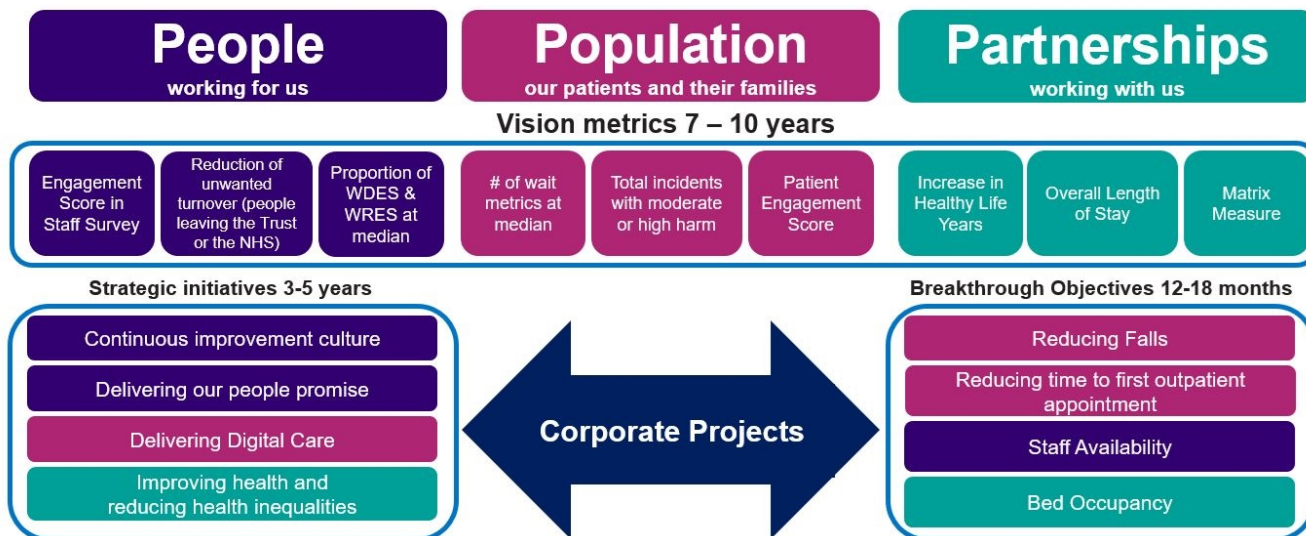 People
working for us
Population
our patients and their families
Partnerships
working with us
Vision metrics 7 – 10 years
Engagement
Score in
Staff Survey
Reduction of
unwanted
turnover (people
leaving the Trust
or the NHS)
Proportion of
WDES &
WRES at
median
# of wait
metrics at
median
Total incidents
with moderate
or high harm
Patient
Engagement
Score
Increase in
Healthy Life
Years
Overall Length
of Stay
Matrix
Measure
Strategic initiatives 3-5 years
Continuous improvement culture
Delivering our people promise
Delivering Digital Care
Improving health and
reducing health inequalities
Corporate Projects
Breakthrough Objectives 12-18 months
Reducing Falls
Reducing time to first outpatient
appointment
Staff Availability
Bed Occupancy